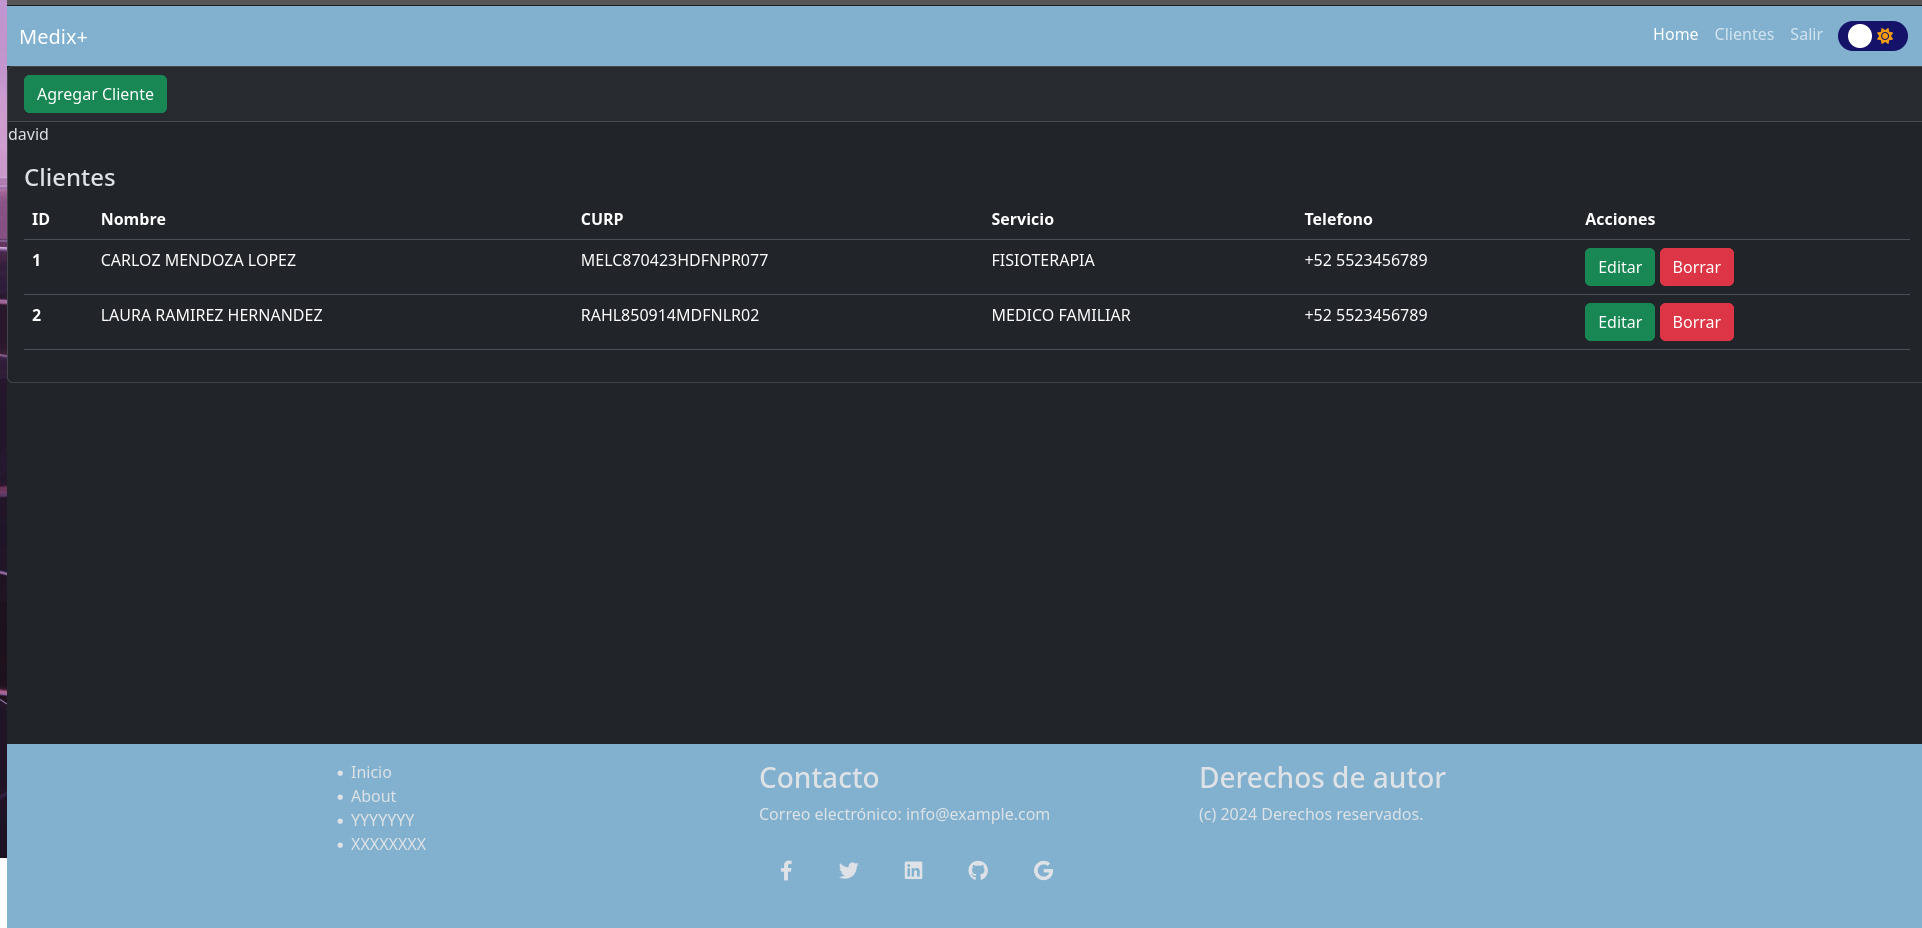 Medix+
Home Clientes Salir
Agregar Cliente
david
Clientes
ID Nombre CURP Servicio Telefono Acciones
1 CARLOZ MENDOZA LOPEZ MELC870423HDFNPR077 FISIOTERAPIA +52 5523456789 Editar Borrar
2 LAURA RAMIREZ HERNANDEZ RAHL850914MDFNLR02 MEDICO FAMILIAR +52 5523456789 Editar Borrar
• Inicio
• About
• YYYYYYY
• XXXXXXXX
Contacto
Correo electrónico: info@example.com
Derechos de autor
(c) 2024 Derechos reservados.